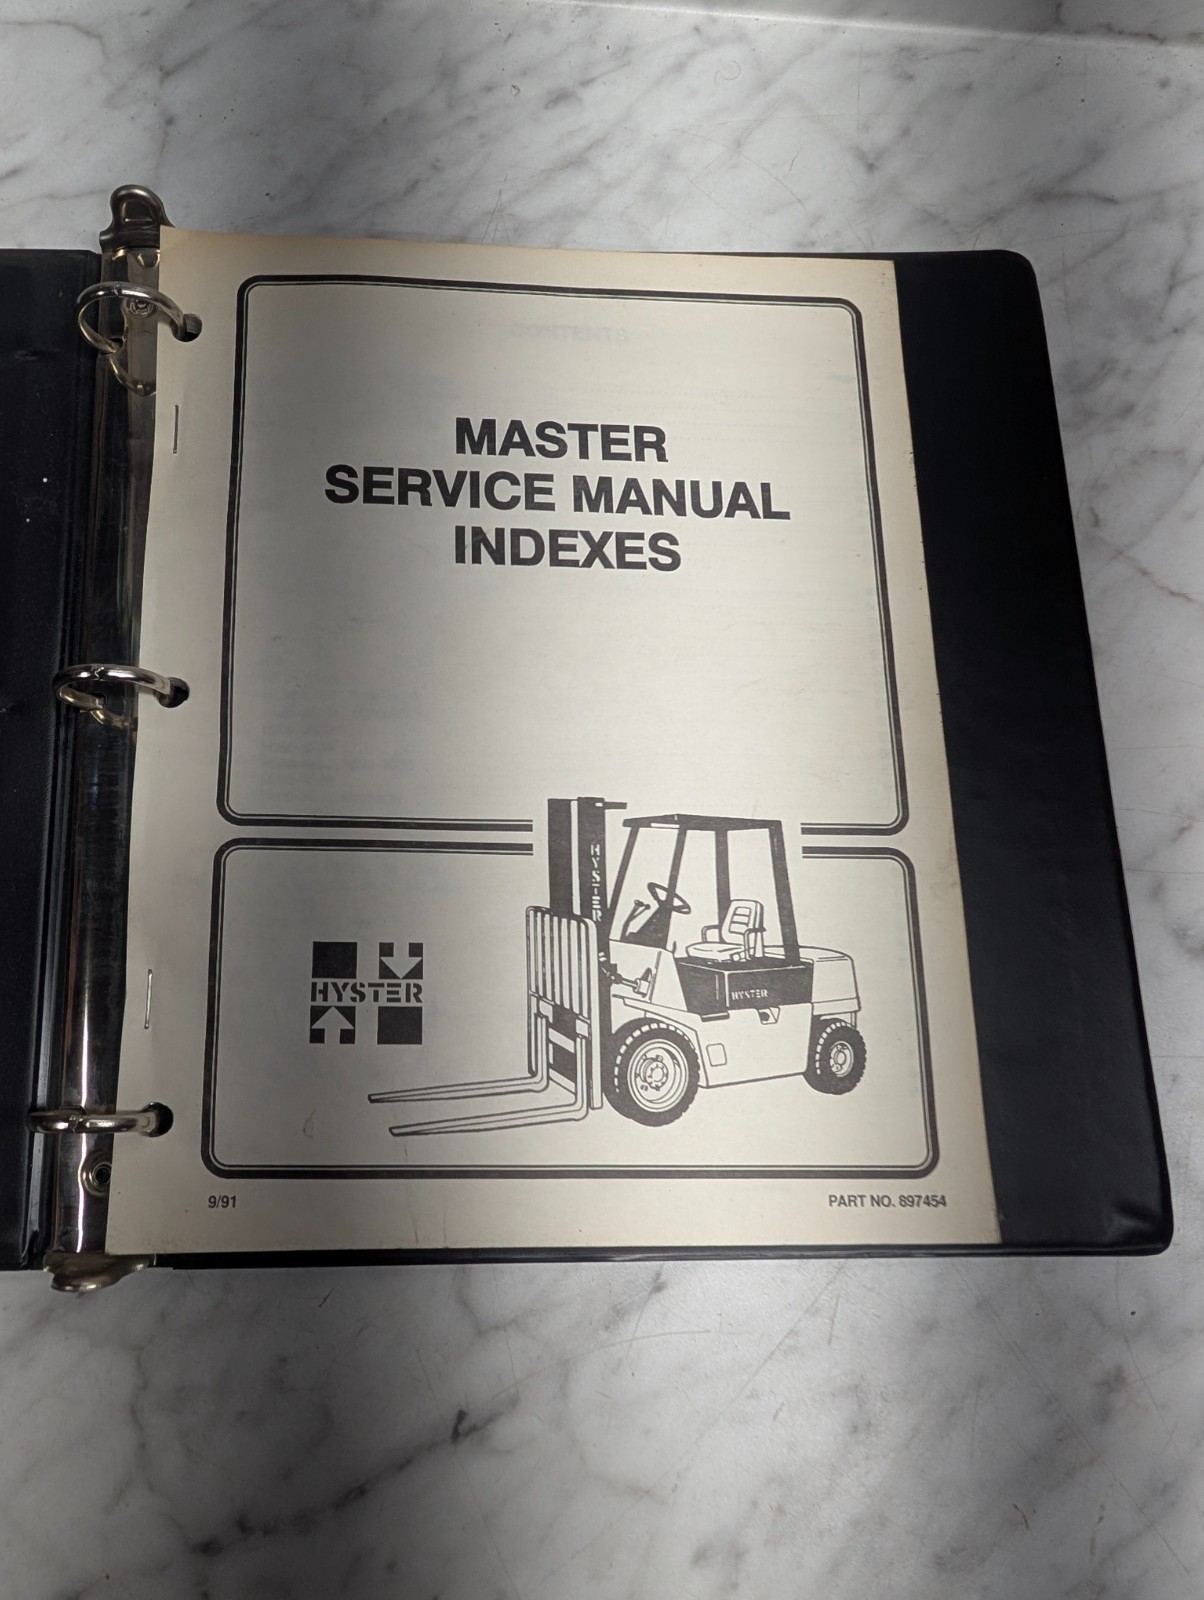 MASTER
SERVICE MANUAL
INDEXES
HYSTER
HYSTER
HYSTER
9/91
PART NO. 897454